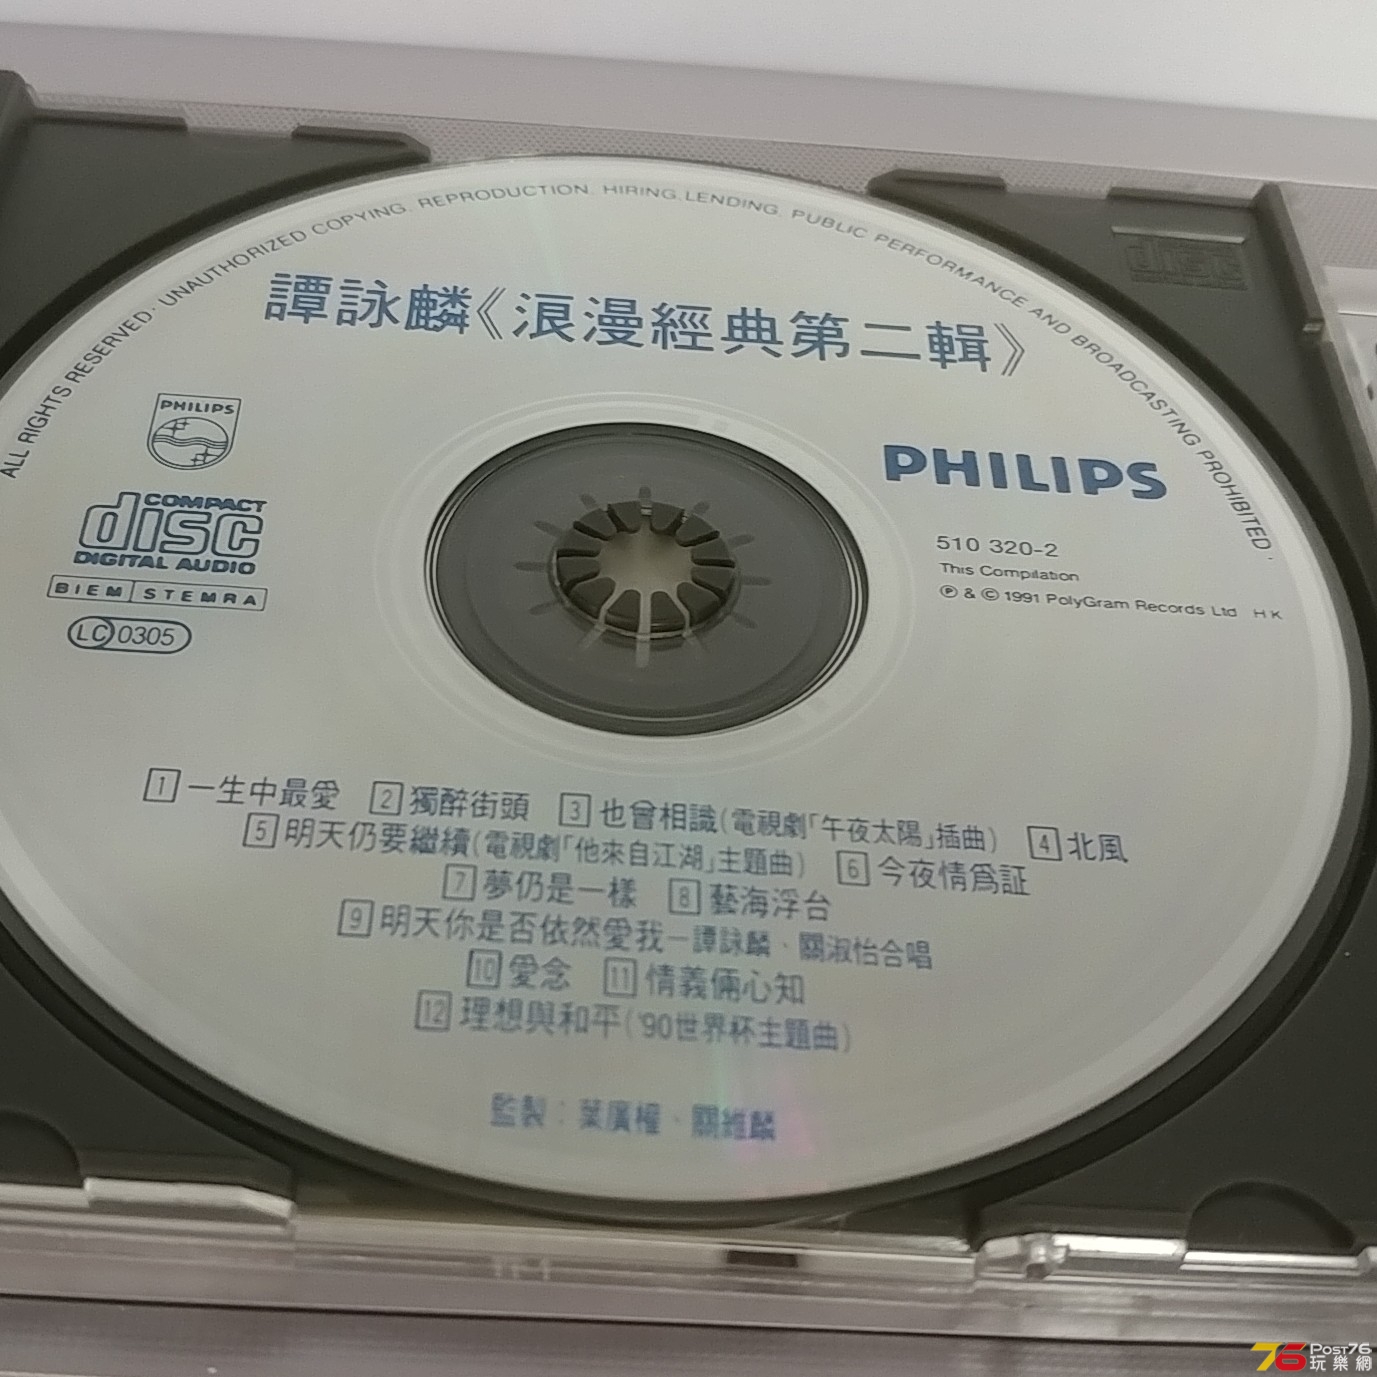 ALL RIGHTS RESERVED. UNAUTHORIZED COPYING. REPRODUCTION. HIRING. LENDING. PUBLIC PERFORMANCE AND BROADCASTING PROHIBITED.
disc
譚詠麟《浪漫經典第二輯》
PHILIPS
PHILIPS
COMPACT
disc
DIGITAL AUDIO
BIEM STEMRA
LC 0305
510 320-2
This Compilation
℗ & © 1991 PolyGram Records Ltd H K
1 一生中最愛 2 獨醉街頭 3 也曾相識(電視劇「午夜太陽」插曲) 4 北風
5 明天仍要繼續(電視劇「他來自江湖」主題曲) 6 今夜情爲証
7 夢仍是一樣 8 藝海浮台
9 明天你是否依然愛我－譚詠麟、關淑怡合唱
10 愛念 11 情義倆心知
12 理想與和平('90世界杯主題曲)
監製：葉廣權、關維麟
76 Post76
玩樂網